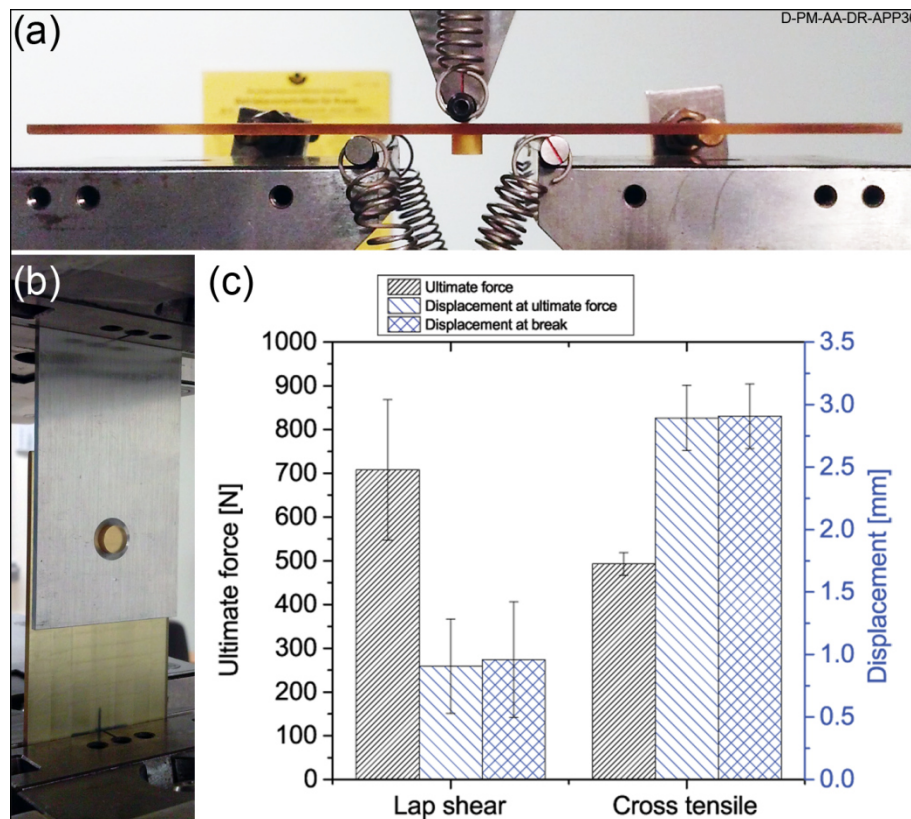 (a)
D-PM-AA-DR-APP30
(b)
(c)
Ultimate force
Displacement at ultimate force
Displacement at break
1000
900
800
700
600
500
400
300
200
100
0
Ultimate force [N]
3.5
3.0
2.5
2.0
1.5
1.0
0.5
0.0
Displacement [mm]
Lap shear
Cross tensile